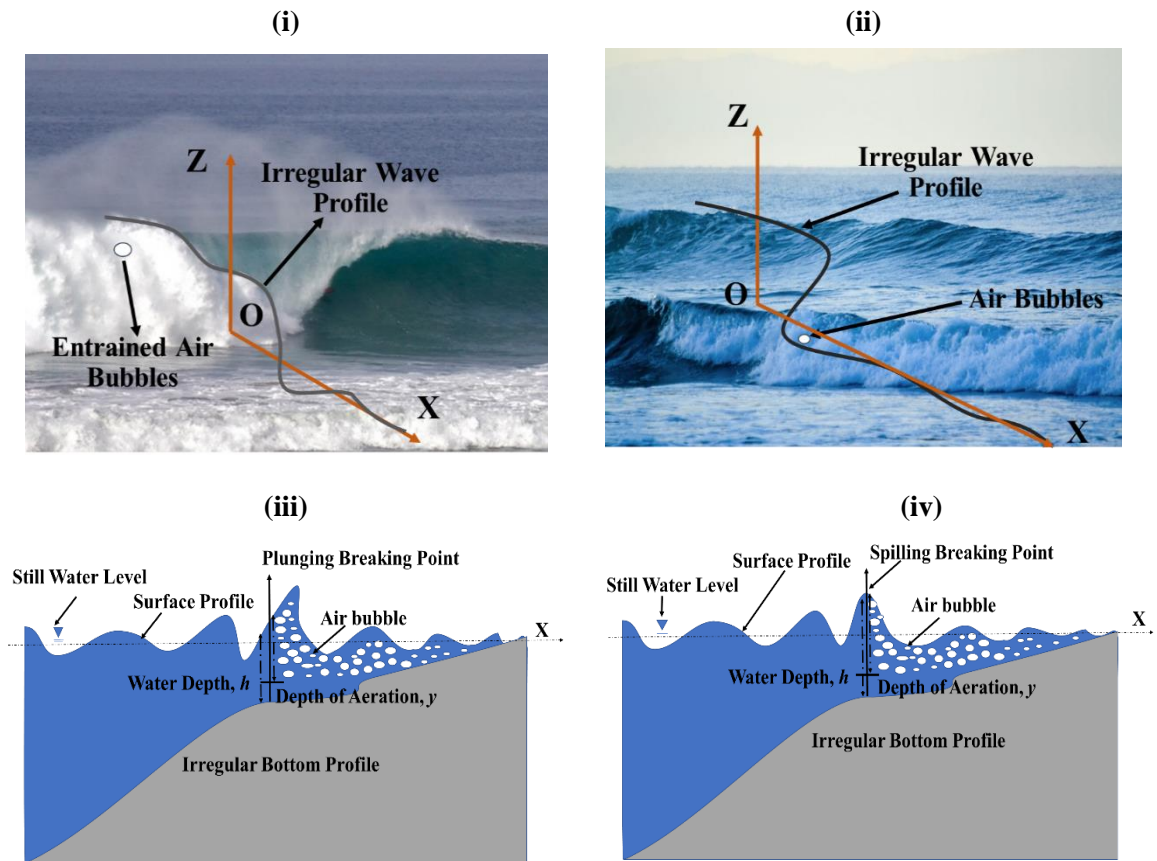 (i)
Z
Irregular Wave
Profile
O
Entrained Air
Bubbles
X
(ii)
Z
Irregular Wave
Profile
O
Air Bubbles
X
(iii)
Plunging Breaking Point
Still Water Level
Surface Profile
Air bubble
X
Water Depth, h
Depth of Aeration, y
Irregular Bottom Profile
(iv)
Spilling Breaking Point
Surface Profile
Still Water Level
Air bubble
X
Water Depth, h
Depth of Aeration, y
Irregular Bottom Profile